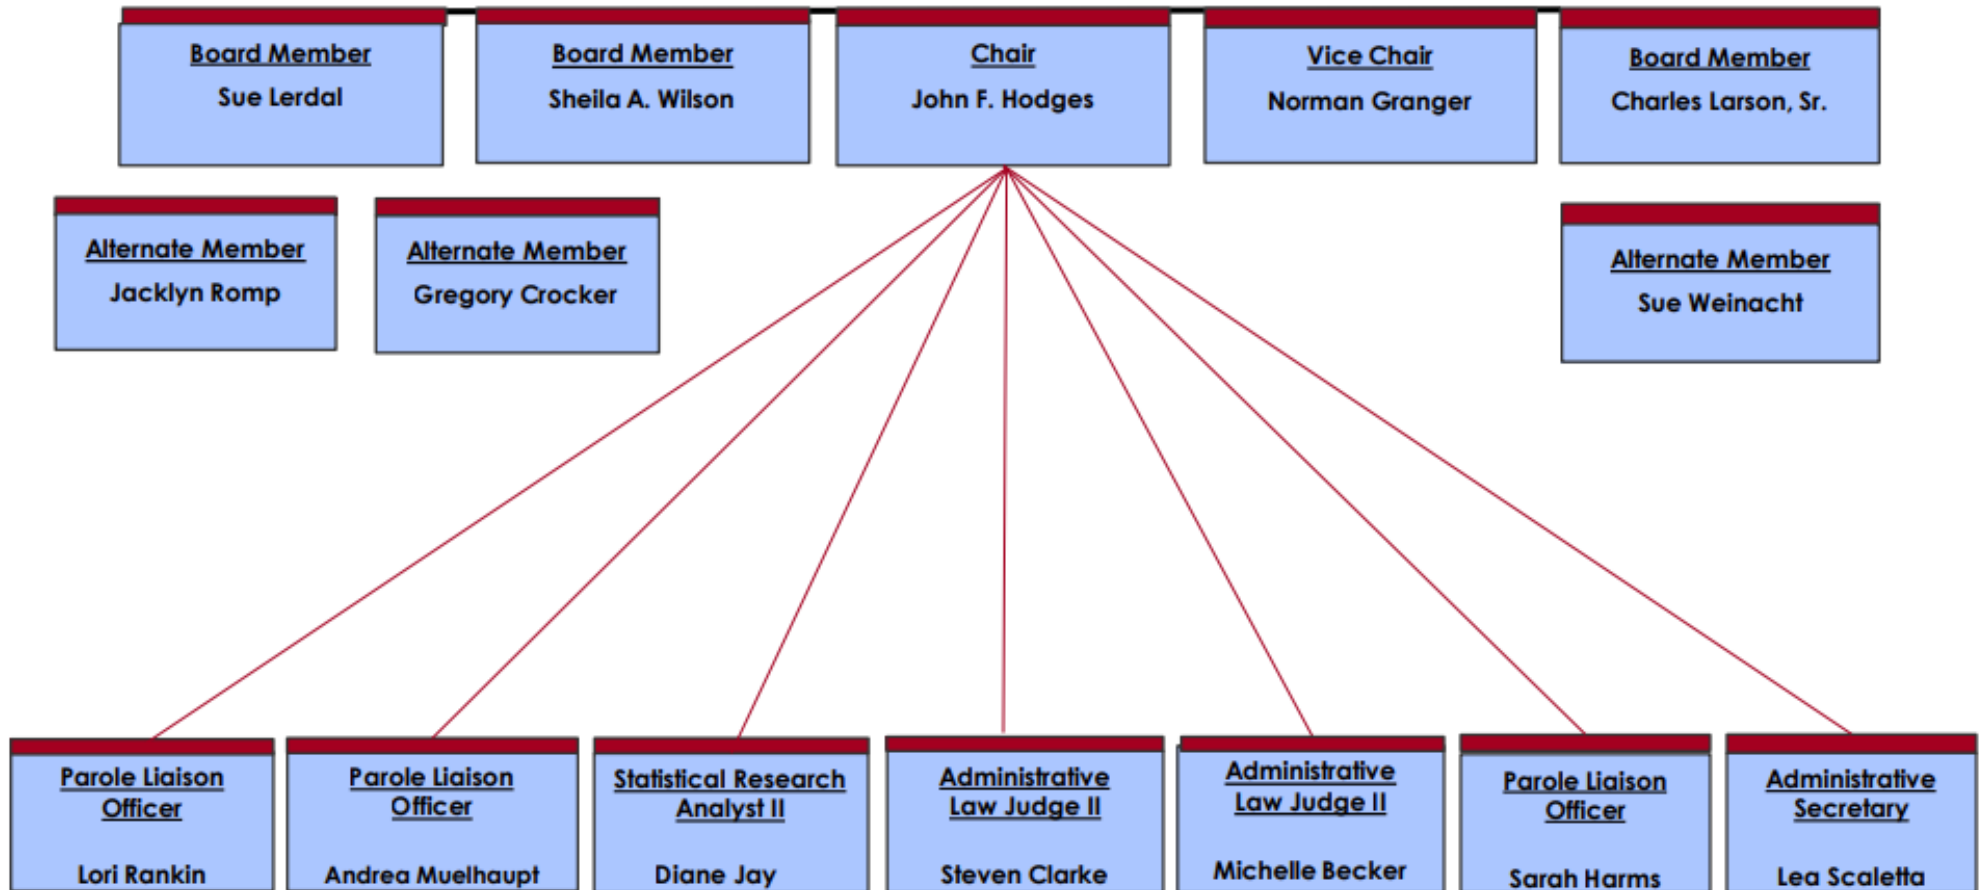 Board Member
Sue Lerdal
Board Member
Sheila A. Wilson
Chair
John F. Hodges
Vice Chair
Norman Granger
Board Member
Charles Larson, Sr.
Alternate Member
Jacklyn Romp
Alternate Member
Gregory Crocker
Alternate Member
Sue Weinacht
Parole Liaison
Officer
Lori Rankin
Parole Liaison
Officer
Andrea Muelhaupt
Statistical Research
Analyst II
Diane Jay
Administrative
Law Judge II
Steven Clarke
Administrative
Law Judge II
Michelle Becker
Parole Liaison
Officer
Sarah Harms
Administrative
Secretary
Lea Scaletta